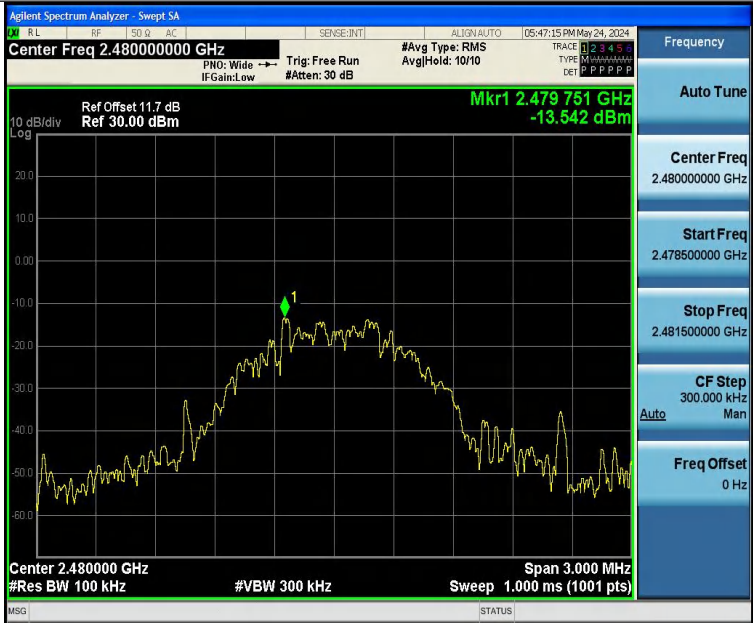 Agilent Spectrum Analyzer - Swept SA
LXI RL RF 50 Ω AC SENSE:INT ALIGN AUTO 05:47:15 PM May 24, 2024
Center Freq 2.480000000 GHz
PNO: Wide
IFGain:Low
Trig: Free Run
#Atten: 30 dB
#Avg Type: RMS
Avg|Hold: 10/10
TRACE 1 2 3 4 5 6
TYPE M
DET P P P P P P
Ref Offset 11.7 dB
Ref 30.00 dBm
10 dB/div
Log
Mkr1 2.479 751 GHz
-13.542 dBm
20.0
10.0
0.00
-10.0
-20.0
-30.0
-40.0
-50.0
-60.0
1
Center 2.480000 GHz
#Res BW 100 kHz
#VBW 300 kHz
Span 3.000 MHz
Sweep 1.000 ms (1001 pts)
MSG
STATUS
Frequency
Auto Tune
Center Freq
2.480000000 GHz
Start Freq
2.478500000 GHz
Stop Freq
2.481500000 GHz
CF Step
300.000 kHz
Auto Man
Freq Offset
0 Hz